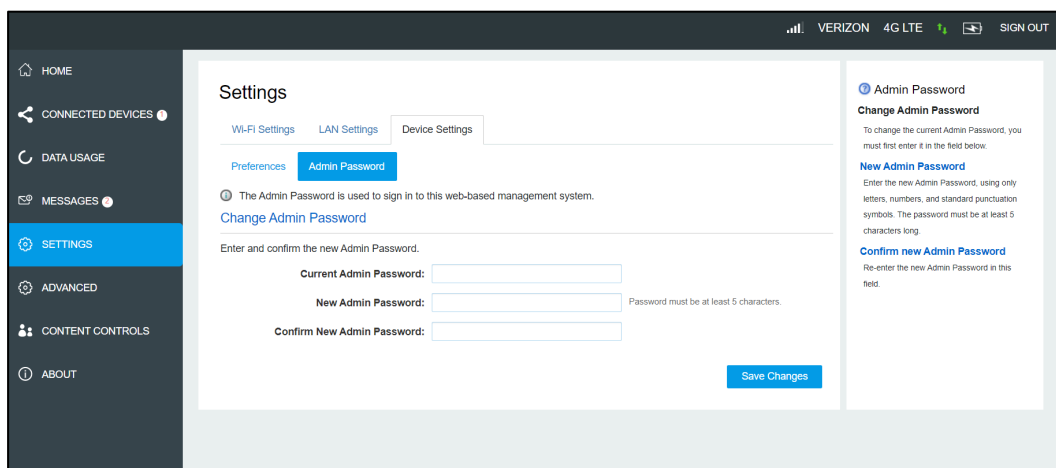 VERIZON 4G LTE SIGN OUT
HOME
CONNECTED DEVICES 1
DATA USAGE
MESSAGES 2
SETTINGS
ADVANCED
CONTENT CONTROLS
ABOUT
Settings
Wi-Fi Settings LAN Settings Device Settings
Preferences Admin Password
The Admin Password is used to sign in to this web-based management system.
Change Admin Password
Enter and confirm the new Admin Password.
Current Admin Password:
New Admin Password: Password must be at least 5 characters.
Confirm New Admin Password:
Save Changes
Admin Password
Change Admin Password
To change the current Admin Password, you
must first enter it in the field below.
New Admin Password
Enter the new Admin Password, using only
letters, numbers, and standard punctuation
symbols. The password must be at least 5
characters long.
Confirm new Admin Password
Re-enter the new Admin Password in this
field.